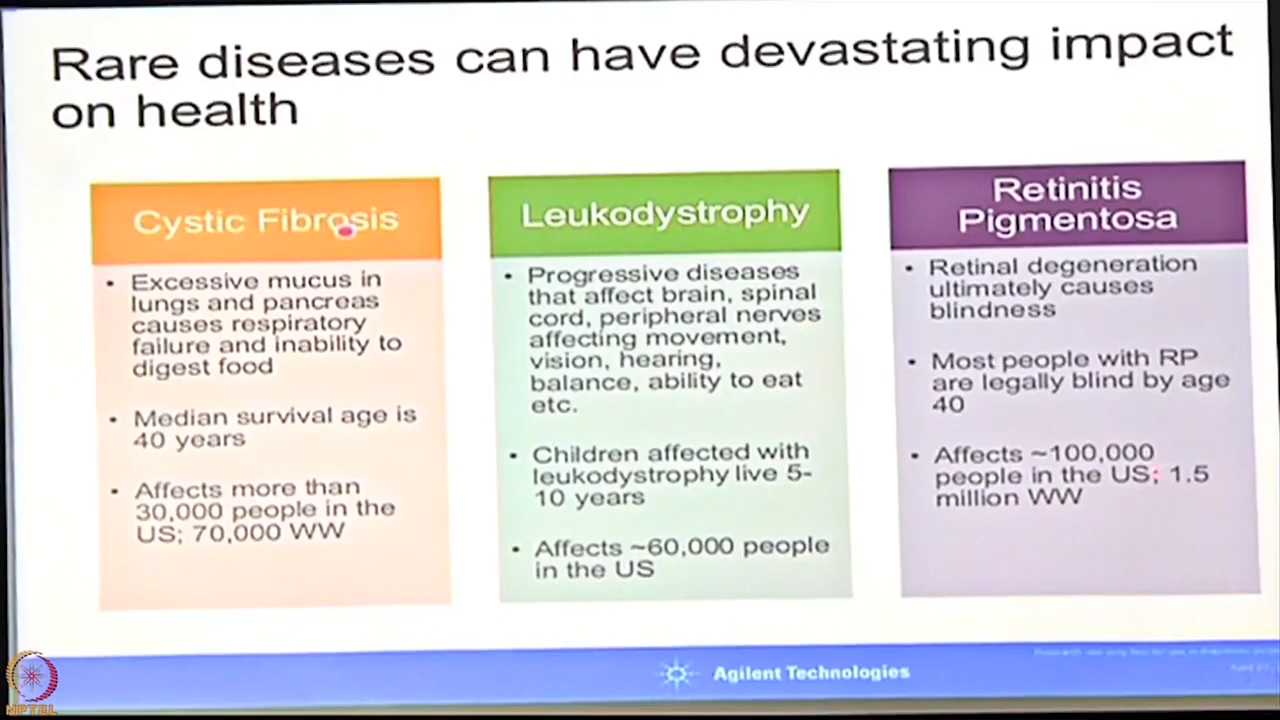 Rare diseases can have devastating impact
on health
Cystic Fibrosis
• Excessive mucus in
lungs and pancreas
causes respiratory
failure and inability to
digest food
• Median survival age is
40 years
• Affects more than
30,000 people in the
US; 70,000 WW
Leukodystrophy
• Progressive diseases
that affect brain, spinal
cord, peripheral nerves
affecting movement,
vision, hearing,
balance, ability to eat
etc.
• Children affected with
leukodystrophy live 5-
10 years
• Affects ~60,000 people
in the US
Retinitis
Pigmentosa
• Retinal degeneration
ultimately causes
blindness
• Most people with RP
are legally blind by age
40
• Affects ~100,000
people in the US; 1.5
million WW
Agilent Technologies
NPTEL